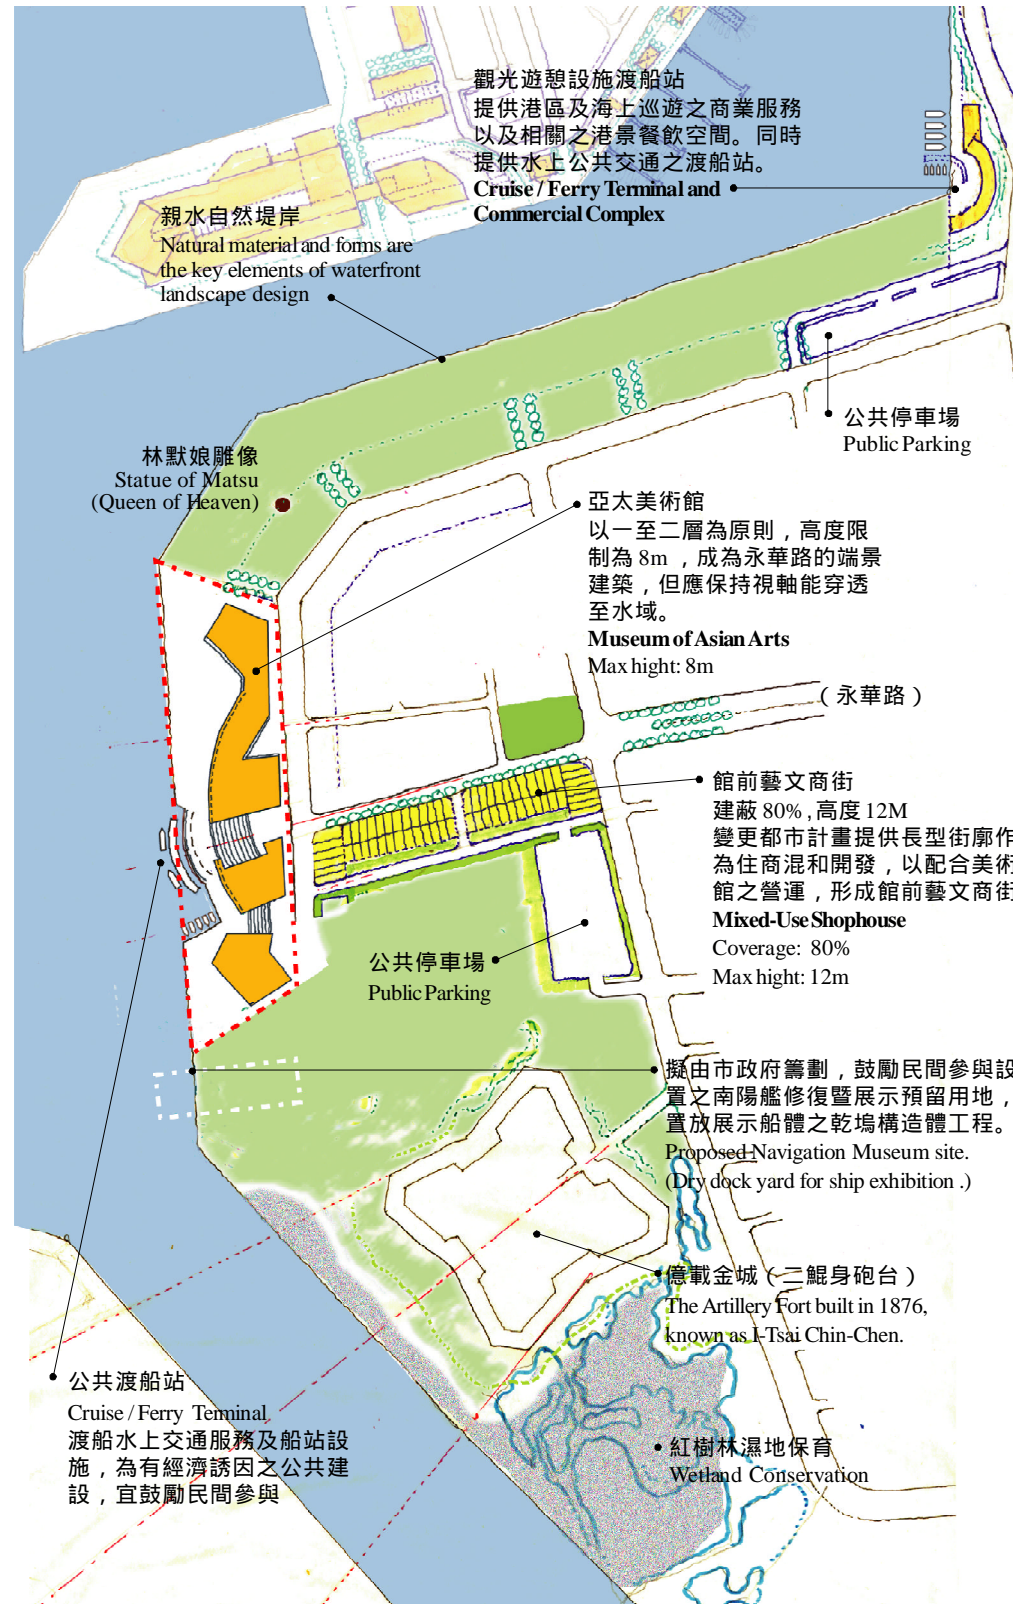 觀光遊憩設施渡船站
提供港區及海上巡遊之商業服務
以及相關之港景餐飲空間。同時
提供水上公共交通之渡船站。
Cruise / Ferry Terminal and
Commercial Complex
親水自然堤岸
Natural material and forms are
the key elements of waterfront
landscape design
公共停車場
Public Parking
林默娘雕像
Statue of Matsu
(Queen of Heaven)
亞太美術館
以一至二層為原則，高度限
制為 8m ，成為永華路的端景
建築，但應保持視軸能穿透
至水域。
Museum of Asian Arts
Max hight: 8m
（永華路）
館前藝文商街
建蔽 80% , 高度 12M
變更都市計畫提供長型街廓作
為住商混和開發，以配合美術
館之營運，形成館前藝文商街
Mixed-Use Shophouse
Coverage: 80%
Max hight: 12m
公共停車場
Public Parking
擬由市政府籌劃，鼓勵民間參與設
置之南陽艦修復暨展示預留用地，
置放展示船體之乾塢構造體工程。
Proposed Navigation Museum site.
(Dry dock yard for ship exhibition .)
億載金城（二鯤身砲台）
The Artillery Fort built in 1876,
known as I-Tsai Chin-Chen.
公共渡船站
Cruise / Ferry Terminal
渡船水上交通服務及船站設
施，為有經濟誘因之公共建
設，宜鼓勵民間參與
紅樹林濕地保育
Wetland Conservation